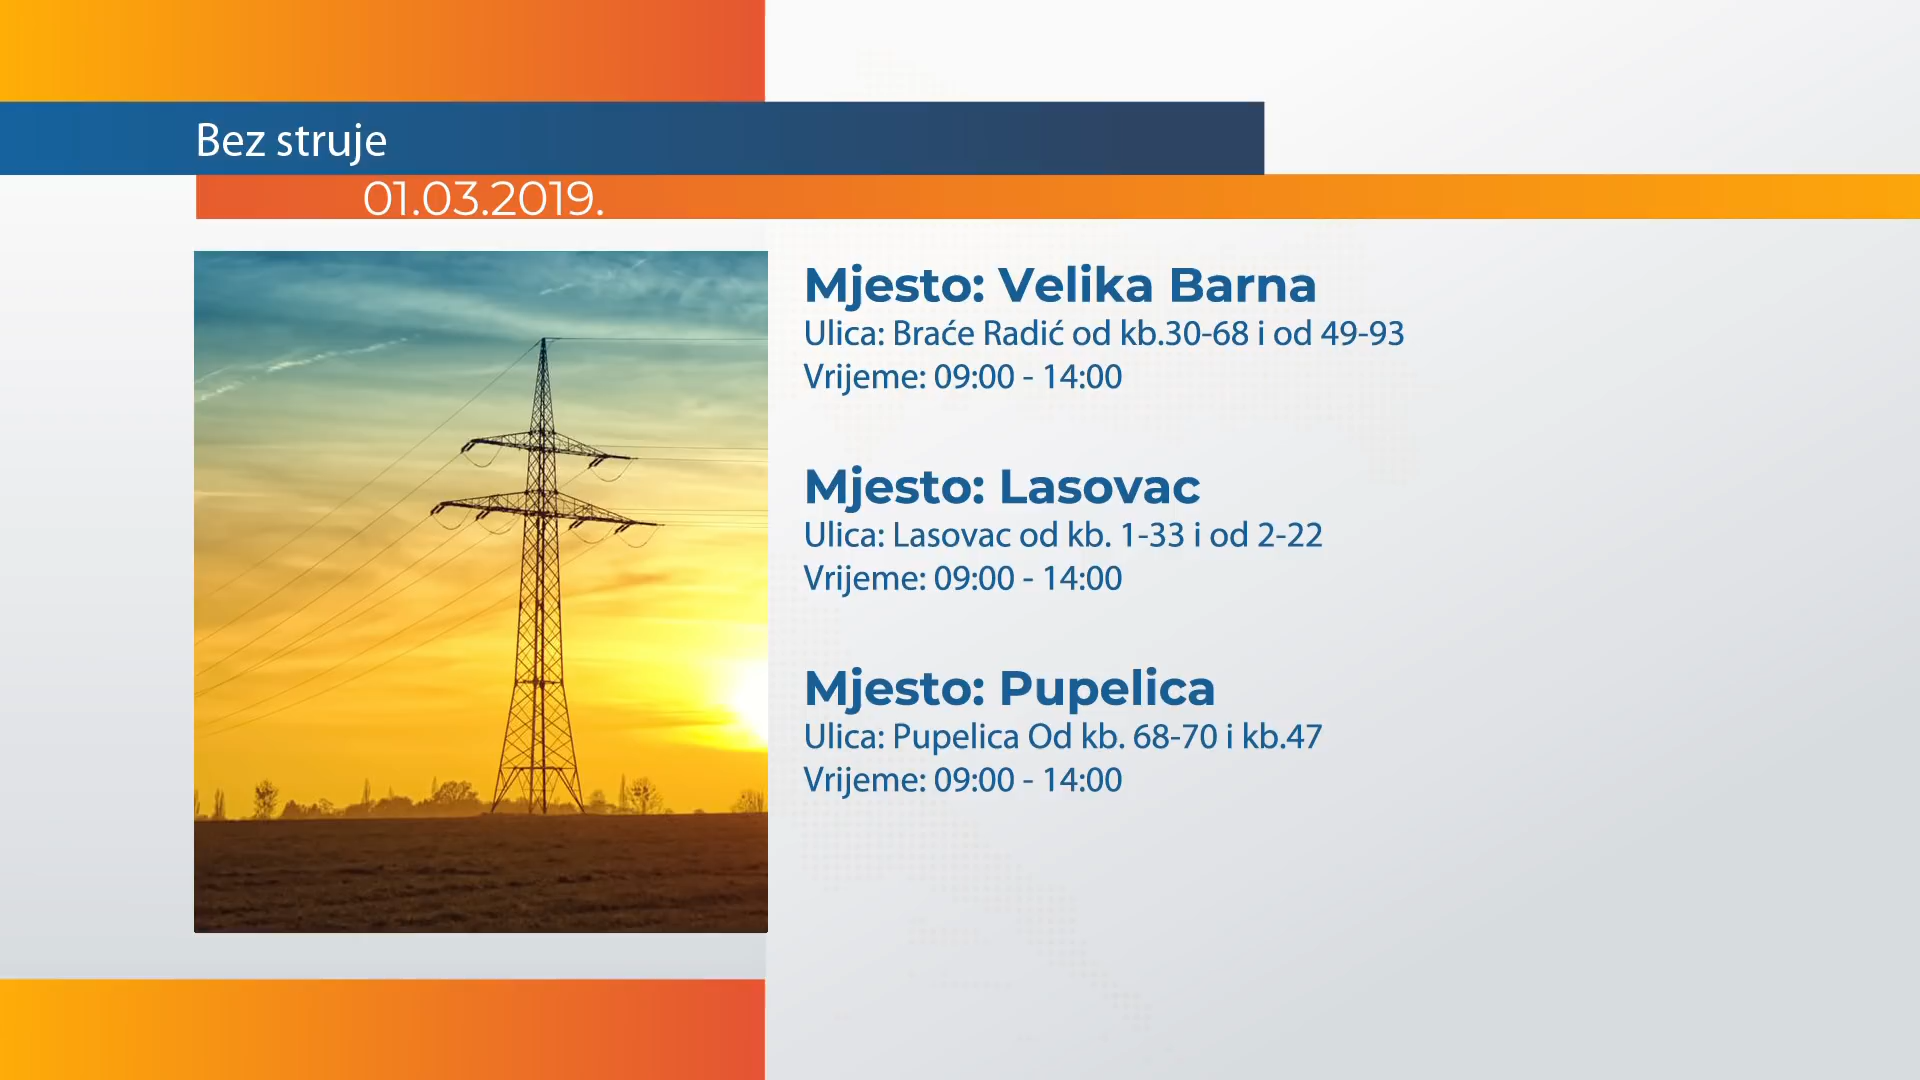 Bez struje
01.03.2019.
Mjesto: Velika Barna
Ulica: Braće Radić od kb.30-68 i od 49-93
Vrijeme: 09:00 - 14:00
Mjesto: Lasovac
Ulica: Lasovac od kb. 1-33 i od 2-22
Vrijeme: 09:00 - 14:00
Mjesto: Pupelica
Ulica: Pupelica Od kb. 68-70 i kb.47
Vrijeme: 09:00 - 14:00